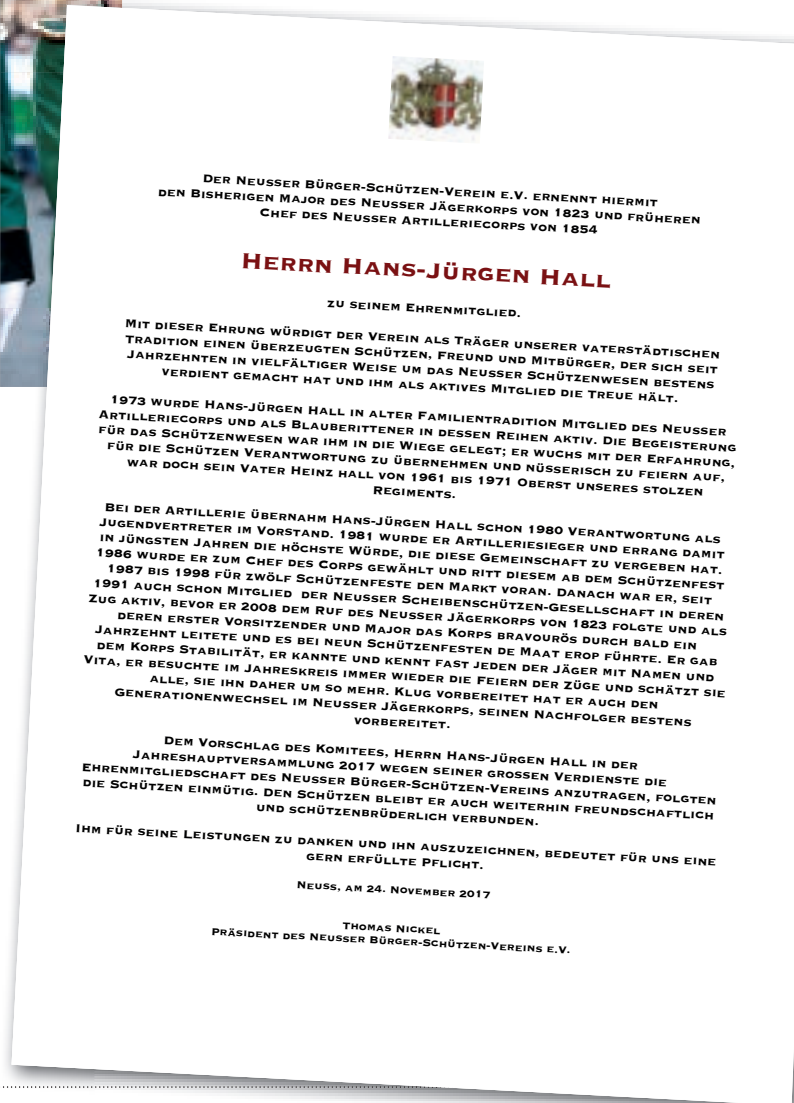 Der Neusser Bürger-Schützen-Verein e.V. ernennt hiermit
den Bisherigen Major des Neusser Jägerkorps von 1823 und früheren
Chef des Neusser Artilleriecorps von 1854
Herrn Hans-Jürgen Hall
zu seinem Ehrenmitglied.
Mit dieser Ehrung würdigt der Verein als Träger unserer vaterstädtischen
Tradition einen überzeugten Schützen, Freund und Mitbürger, der sich seit
Jahrzehnten in vielfältiger Weise um das Neusser Schützenwesen bestens
verdient gemacht hat und ihm als aktives Mitglied die Treue hält.
1973 wurde Hans-Jürgen Hall in alter Familientradition Mitglied des Neusser
Artilleriecorps und als Blauberittener in dessen Reihen aktiv. Die Begeisterung
für das Schützenwesen war ihm in die Wiege gelegt; er wuchs mit der Erfahrung,
für die Schützen Verantwortung zu übernehmen und nüsserisch zu feiern auf,
war doch sein Vater Heinz hall von 1961 bis 1971 Oberst unseres stolzen
Regiments.
Bei der Artillerie übernahm Hans-Jürgen Hall schon 1980 Verantwortung als
Jugendvertreter im Vorstand. 1981 wurde er Artilleriesieger und errang damit
in jüngsten Jahren die höchste Würde, die diese Gemeinschaft zu vergeben hat.
1986 wurde er zum Chef des Corps gewählt und ritt diesem ab dem Schützenfest
1987 bis 1998 für zwölf Schützenfeste den Markt voran. Danach war er, seit
1991 auch schon Mitglied der Neusser Scheibenschützen-Gesellschaft in deren
Zug aktiv, bevor er 2008 dem Ruf des Neusser Jägerkorps von 1823 folgte und als
deren erster Vorsitzender und Major das Korps bravourös durch bald ein
Jahrzehnt leitete und es bei neun Schützenfesten de Maat erop führte. Er gab
dem Korps Stabilität, er kannte und kennt fast jeden der Jäger mit Namen und
Vita, er besuchte im Jahreskreis immer wieder die Feiern der Züge und schätzt sie
alle, sie ihn daher um so mehr. Klug vorbereitet hat er auch den
Generationenwechsel im Neusser Jägerkorps, seinen Nachfolger bestens
vorbereitet.
Dem Vorschlag des Komitees, Herrn Hans-Jürgen Hall in der
Jahreshauptversammlung 2017 wegen seiner grossen Verdienste die
Ehrenmitgliedschaft des Neusser Bürger-Schützen-Vereins anzutragen, folgten
die Schützen einmütig. Den Schützen bleibt er auch weiterhin freundschaftlich
und schützenbrüderlich verbunden.
Ihm für seine Leistungen zu danken und ihn auszuzeichnen, bedeutet für uns eine
gern erfüllte Pflicht.
Neuss, am 24. November 2017
Thomas Nickel
Präsident des Neusser Bürger-Schützen-Vereins e.V.